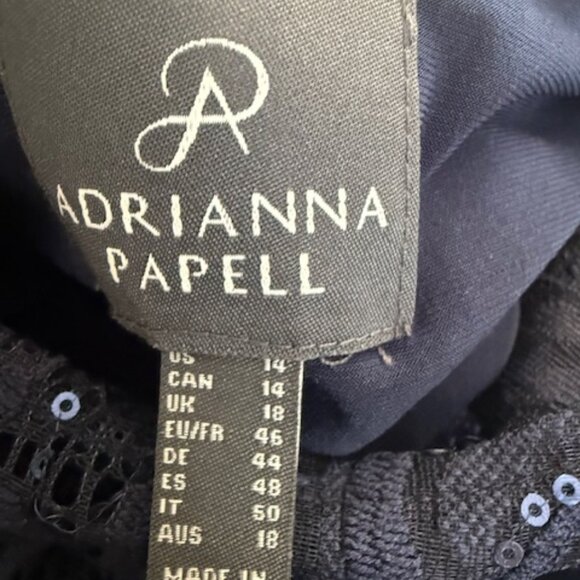 ADRIANNA
PAPELL
US 14
CAN 14
UK 18
EU/FR 46
DE 44
ES 48
IT 50
AUS 18
MADE IN